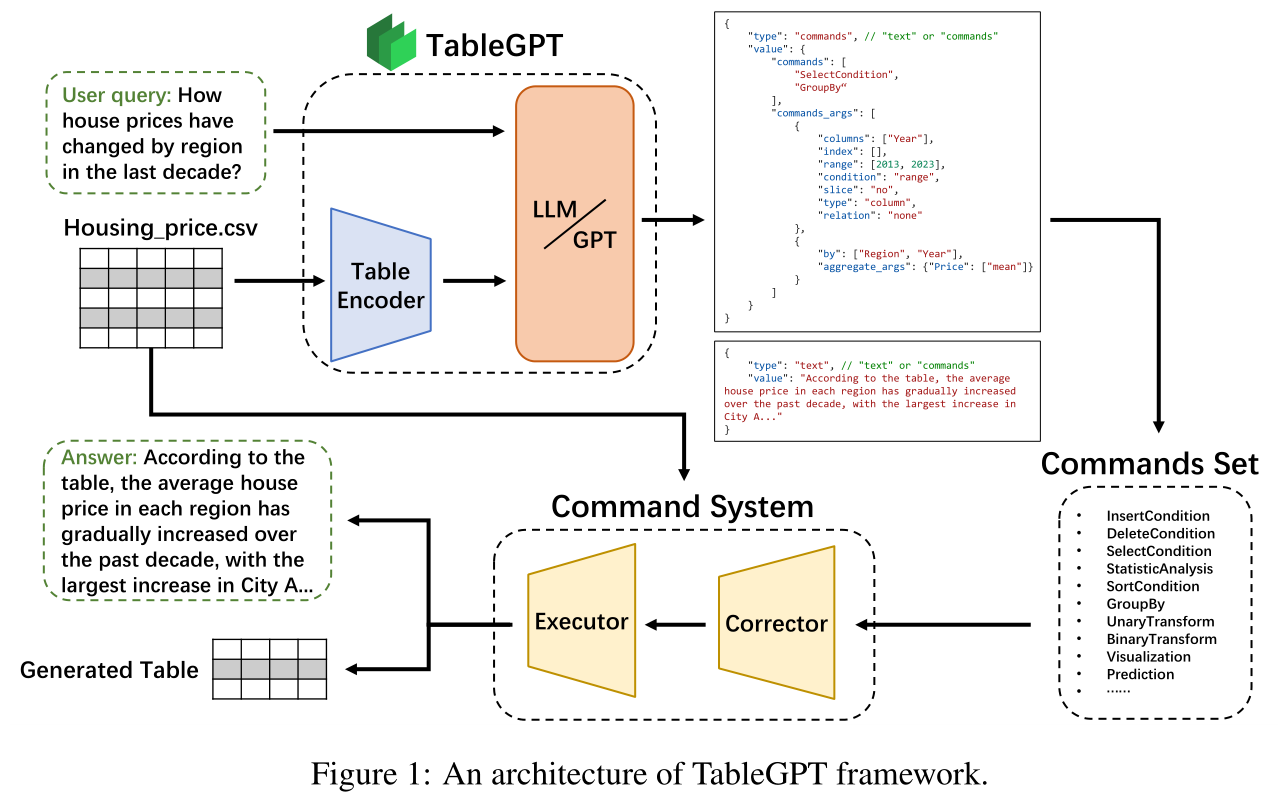 TableGPT
User query: How
house prices have
changed by region
in the last decade?
Housing_price.csv
Table
Encoder
LLM
GPT
{
"type": "commands", // "text" or "commands"
"value": {
"commands": [
"SelectCondition",
"GroupBy“
],
"commands_args": [
{
"columns": ["Year"],
"index": [],
"range": [2013, 2023],
"condition": "range",
"slice": "no",
"type": "column",
"relation": "none"
},
{
"by": ["Region", "Year"],
"aggregate_args": {"Price": ["mean"]}
}
]
}
}
{
"type": "text", // "text" or "commands"
"value": "According to the table, the average
house price in each region has gradually increased
over the past decade, with the largest increase in
City A..."
}
Commands Set
• InsertCondition
• DeleteCondition
• SelectCondition
• StatisticAnalysis
• SortCondition
• GroupBy
• UnaryTransform
• BinaryTransform
• Visualization
• Prediction
• ······
Command System
Executor
Corrector
Answer: According to the
table, the average house
price in each region has
gradually increased over
the past decade, with the
largest increase in City A...
Generated Table
Figure 1: An architecture of TableGPT framework.